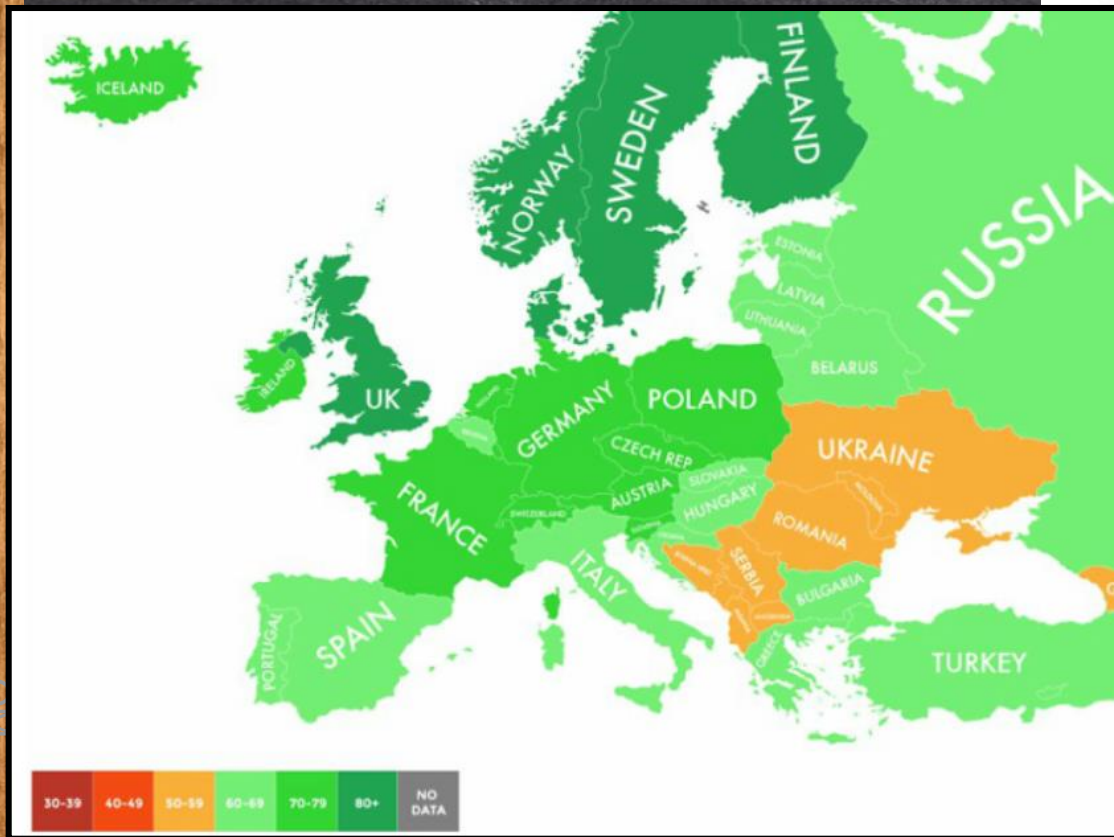 ICELAND
FINLAND
SWEDEN
NORWAY
RUSSIA
ESTONIA
LATVIA
LITHUANIA
BELARUS
IRELAND
UK
GERMANY
POLAND
CZECH REP
UKRAINE
SLOVAKIA
AUSTRIA
HUNGARY
FRANCE
SWITZERLAND
ROMANIA
ITALY
SERBIA
BULGARIA
SPAIN
PORTUGAL
GREECE
TURKEY
30-39
40-49
50-59
60-69
70-79
80+
NO
DATA